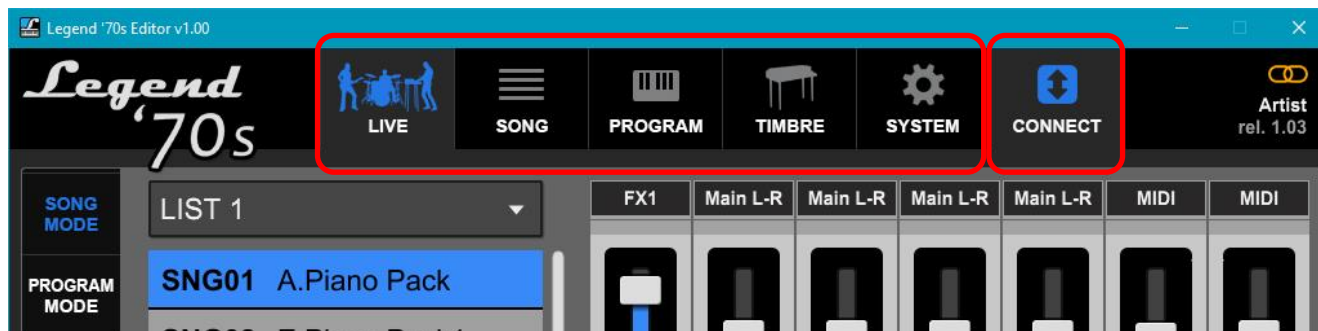 Legend '70s Editor v1.00
Legend
'70s
LIVE
SONG
PROGRAM
TIMBRE
SYSTEM
CONNECT
Artist
rel. 1.03
SONG
MODE
PROGRAM
MODE
LIST 1
SNG01 A.Piano Pack
FX1
Main L-R
Main L-R
Main L-R
Main L-R
MIDI
MIDI